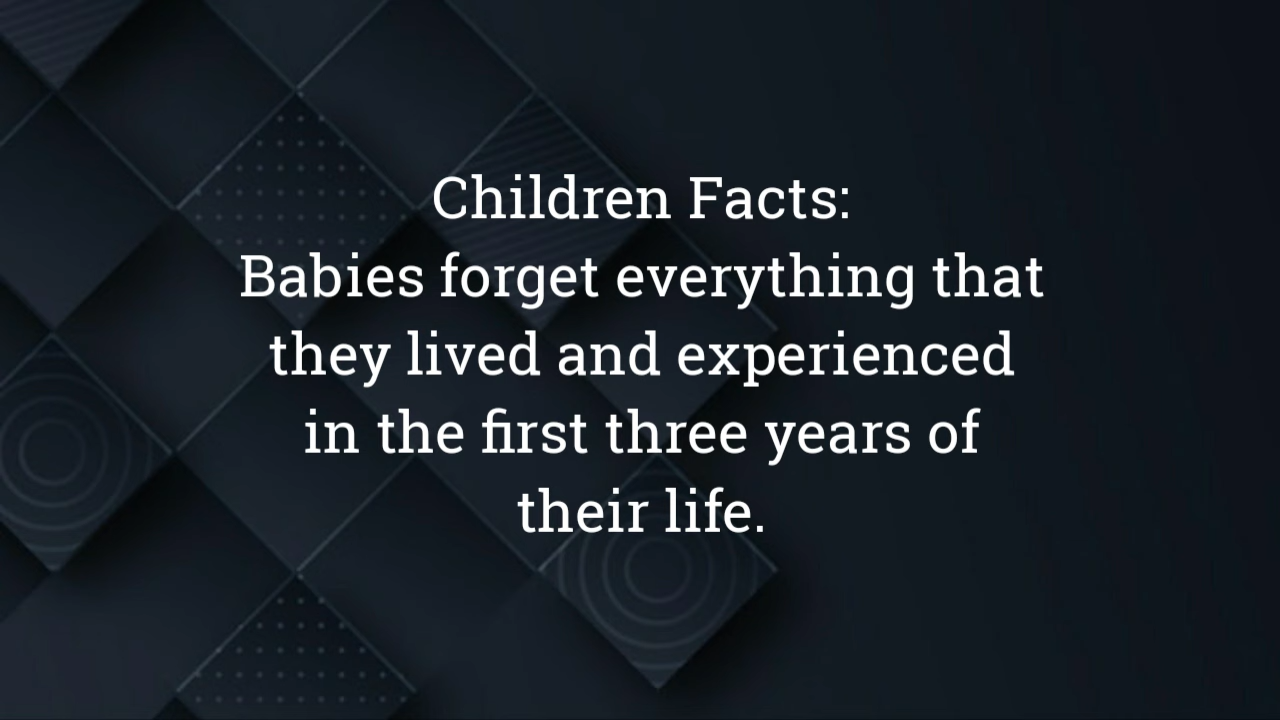 Children Facts:
Babies forget everything that
they lived and experienced
in the first three years of
their life.